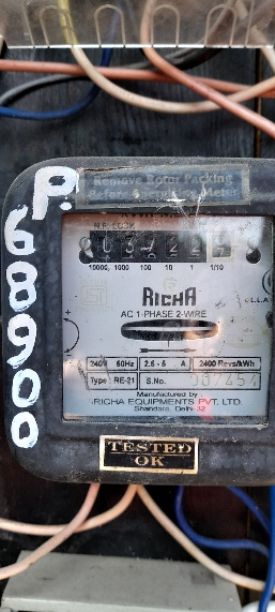 Remove Rotor Packing
Before Energising Meter
P.68900
10000, 1000 100 10 1 1/10
RICHA
AC 1-PHASE 2-WIRE
240V 50Hz 2.5 - 5 A 2400 Revs/kWh
Type RE-21 S.No.
Manufactured by
RICHA EQUIPMENTS PVT. LTD.
Shandara, Delhi-32
TESTED
OK